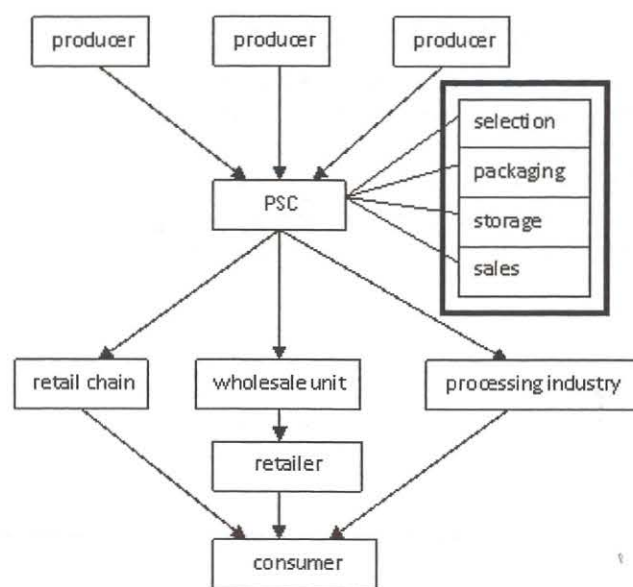 producer
producer
producer
selection
packaging
storage
sales
PSC
retail chain
wholesale unit
processing industry
retailer
consumer